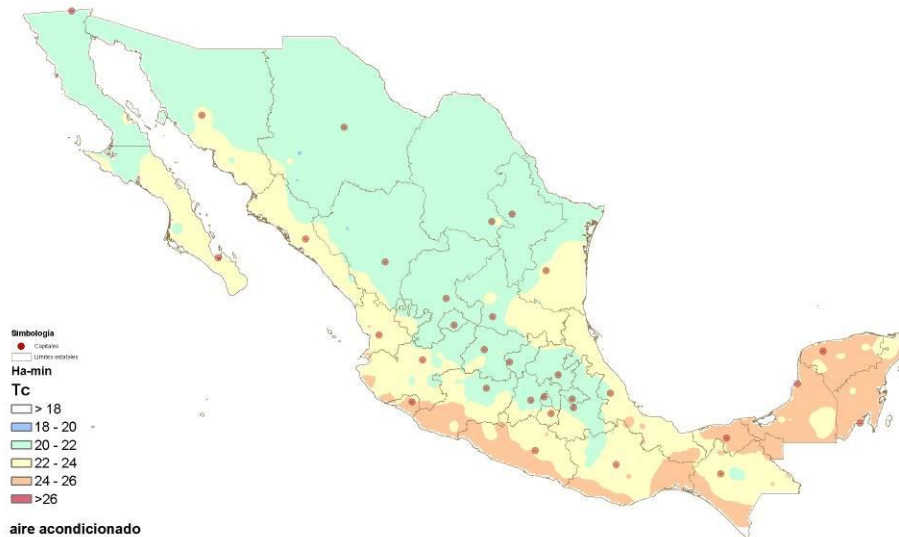 Simbología
Capitales
Límites estatales
Ha-min
Tc
> 18
18 - 20
20 - 22
22 - 24
24 - 26
>26
aire acondicionado